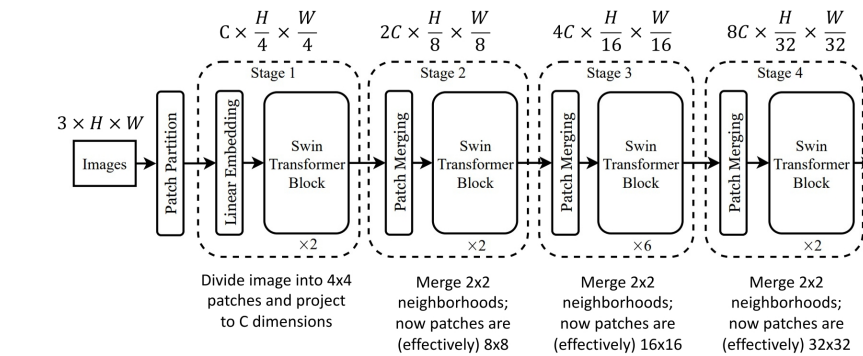 C × H/4 × W/4
2C × H/8 × W/8
4C × H/16 × W/16
8C × H/32 × W/32
Stage 1
Stage 2
Stage 3
Stage 4
3 × H × W
Images
Patch Partition
Linear Embedding
Swin
Transformer
Block
×2
Patch Merging
Swin
Transformer
Block
×2
Patch Merging
Swin
Transformer
Block
×6
Patch Merging
Swin
Transformer
Block
×2
Divide image into 4x4
patches and project
to C dimensions
Merge 2x2
neighborhoods;
now patches are
(effectively) 8x8
Merge 2x2
neighborhoods;
now patches are
(effectively) 16x16
Merge 2x2
neighborhoods;
now patches are
(effectively) 32x32